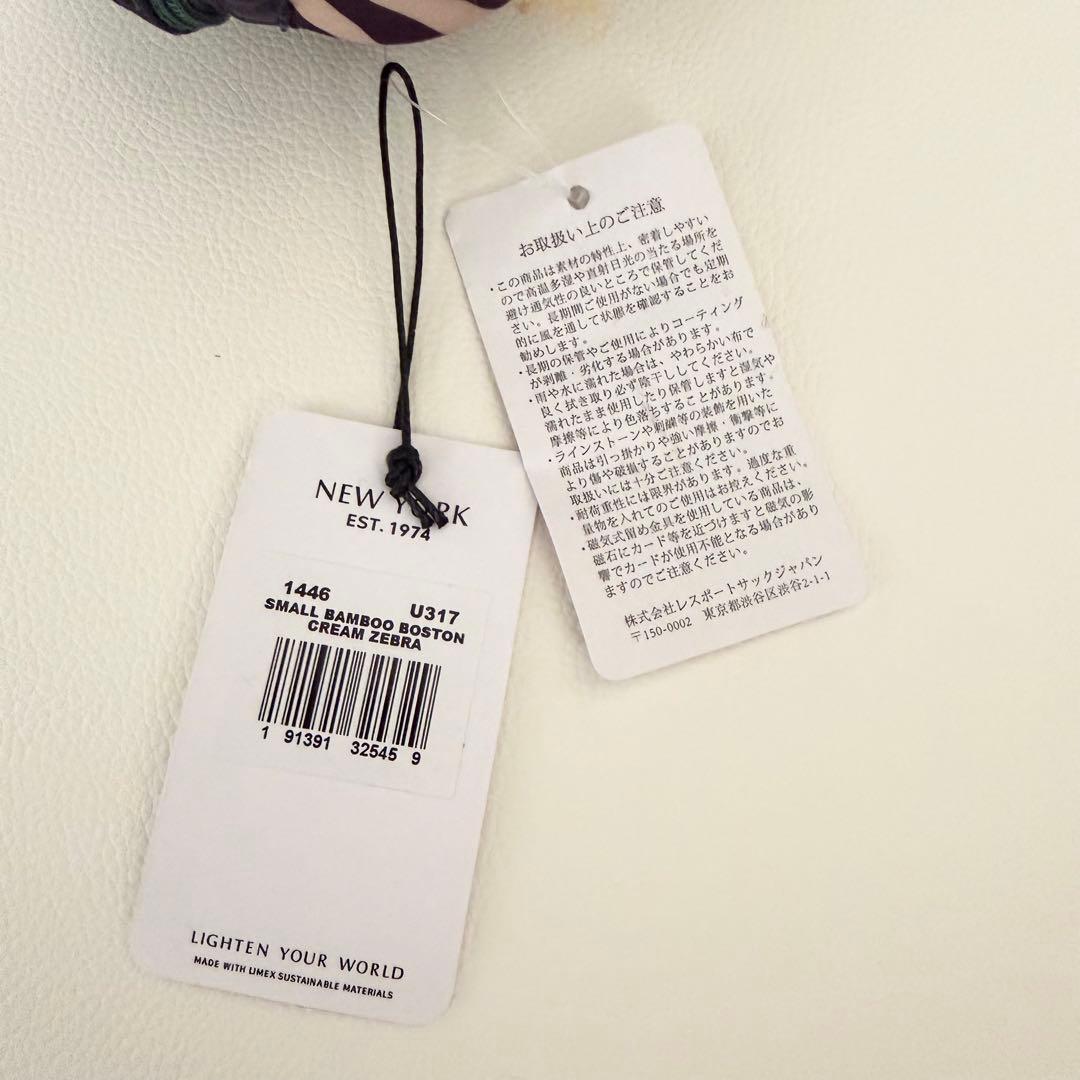 NEW YORK
EST. 1974
1446 U317
SMALL BAMBOO BOSTON
CREAM ZEBRA
1 91391 32545 9
LIGHTEN YOUR WORLD
MADE WITH LIMEX SUSTAINABLE MATERIALS
お取扱い上のご注意
・この商品は素材の特性上、密着しやすい
ので高温多湿や直射日光の当たる場所を
避け通気性の良いところで保管してくだ
さい。長期間ご使用がない場合でも定期
的に風を通して状態を確認することをお
勧めします。
・長期の保管やご使用によりコーティング
が剥離・劣化する場合があります。
・雨や水に濡れた場合は、やわらかい布で
良く拭き取り必ず陰干ししてください。
濡れたまま使用したり保管しますと湿気や
摩擦等により色落ちすることがあります。
・ラインストーンや刺繍等の装飾を用いた
商品は引っ掛かりや強い摩擦・衝撃等に
より傷や破損することがありますのでお
取扱いには十分ご注意ください。
・耐荷重性には限界があります。過度な重
量物を入れてのご使用はお控えください。
・磁気式留め金具を使用している商品は、
磁石にカード等を近づけますと磁気の影
響でカードが使用不能となる場合があり
ますのでご注意ください。
株式会社レスポートサックジャパン
〒150-0002 東京都渋谷区渋谷2-1-1